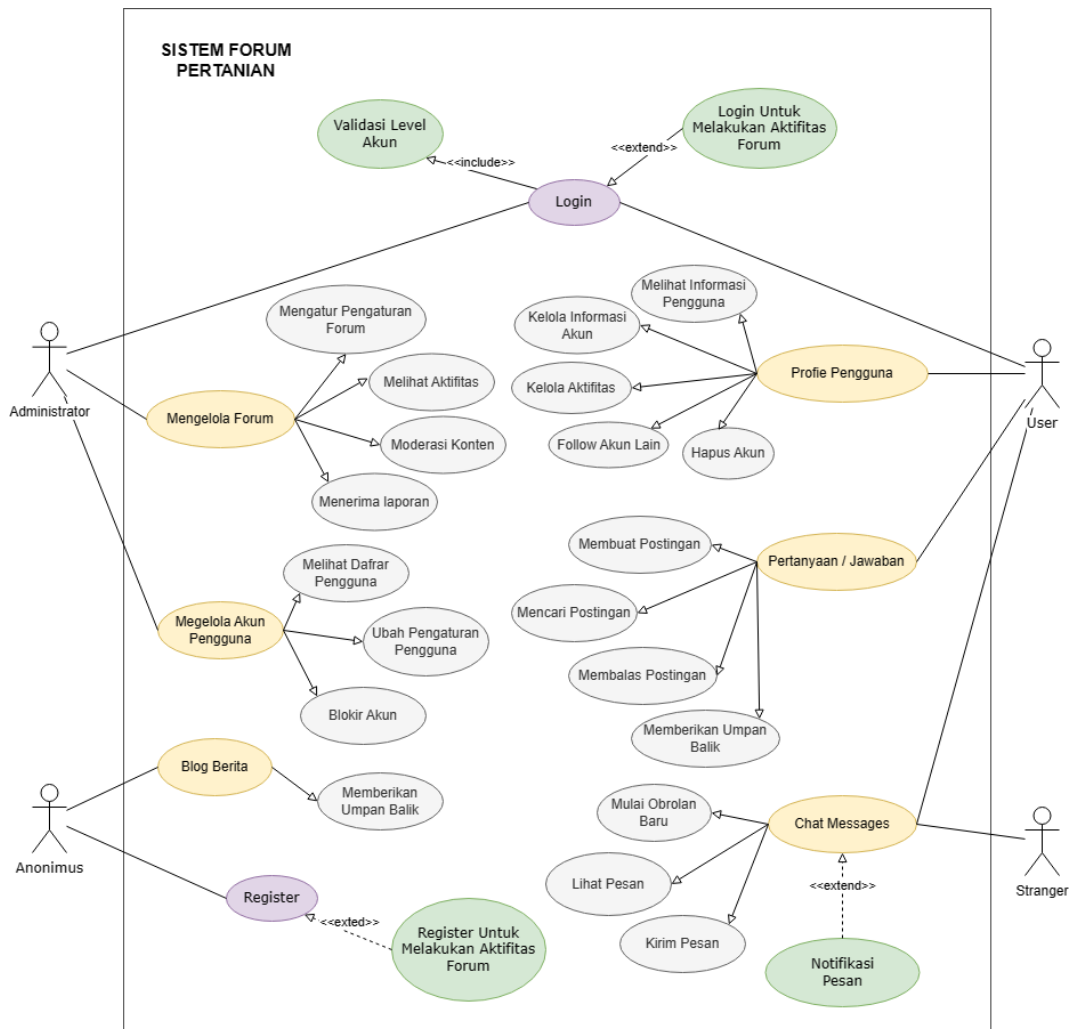 SISTEM FORUM
PERTANIAN
Validasi Level
Akun
Login Untuk
Melakukan Aktifitas
Forum
<<include>>
<<extend>>
Login
Mengatur Pengaturan
Forum
Melihat Aktifitas
Mengelola Forum
Moderasi Konten
Menerima laporan
Administrator
Melihat Informasi
Pengguna
Kelola Informasi
Akun
Kelola Aktifitas
Profie Pengguna
Follow Akun Lain
Hapus Akun
User
Melihat Dafrar
Pengguna
Megelola Akun
Pengguna
Ubah Pengaturan
Pengguna
Blokir Akun
Membuat Postingan
Pertanyaan / Jawaban
Mencari Postingan
Membalas Postingan
Memberikan Umpan
Balik
Blog Berita
Memberikan
Umpan Balik
Anonimus
Register
<<exted>>
Register Untuk
Melakukan Aktifitas
Forum
Mulai Obrolan
Baru
Chat Messages
Lihat Pesan
Kirim Pesan
<<extend>>
Notifikasi
Pesan
Stranger